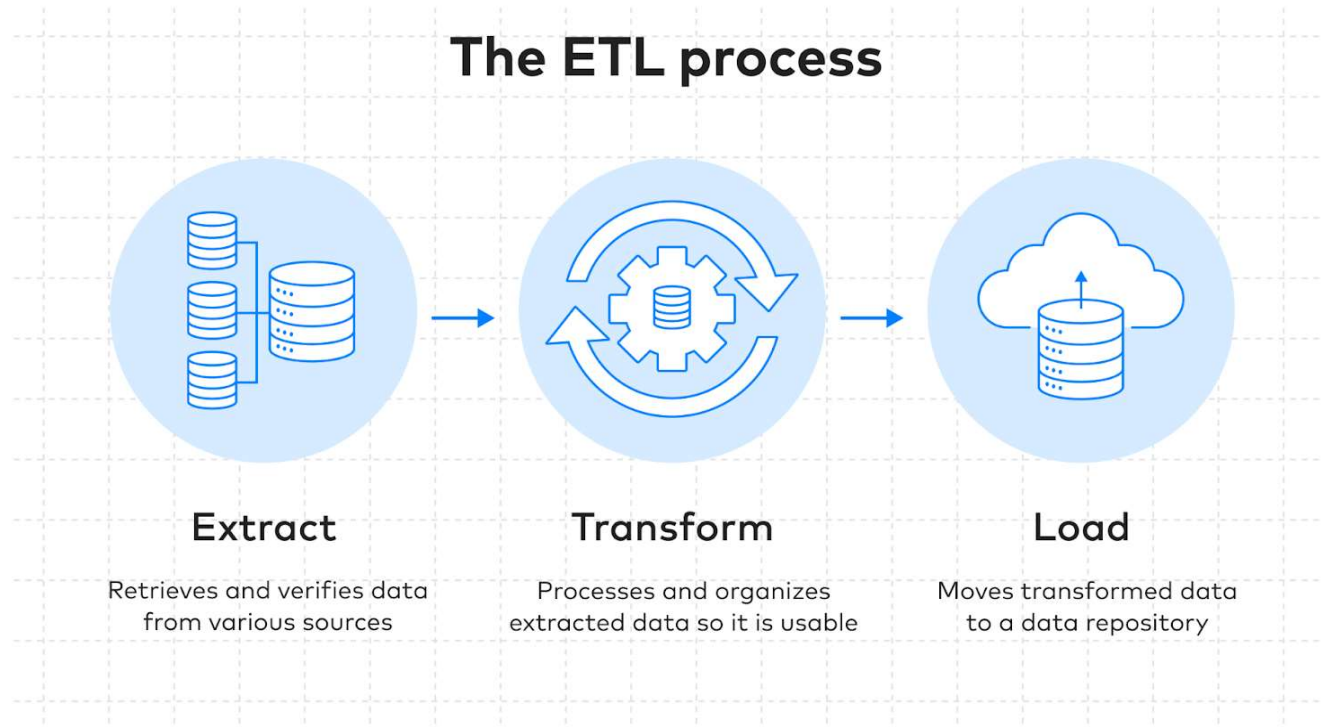 The ETL process
Extract
Retrieves and verifies data
from various sources
Transform
Processes and organizes
extracted data so it is usable
Load
Moves transformed data
to a data repository